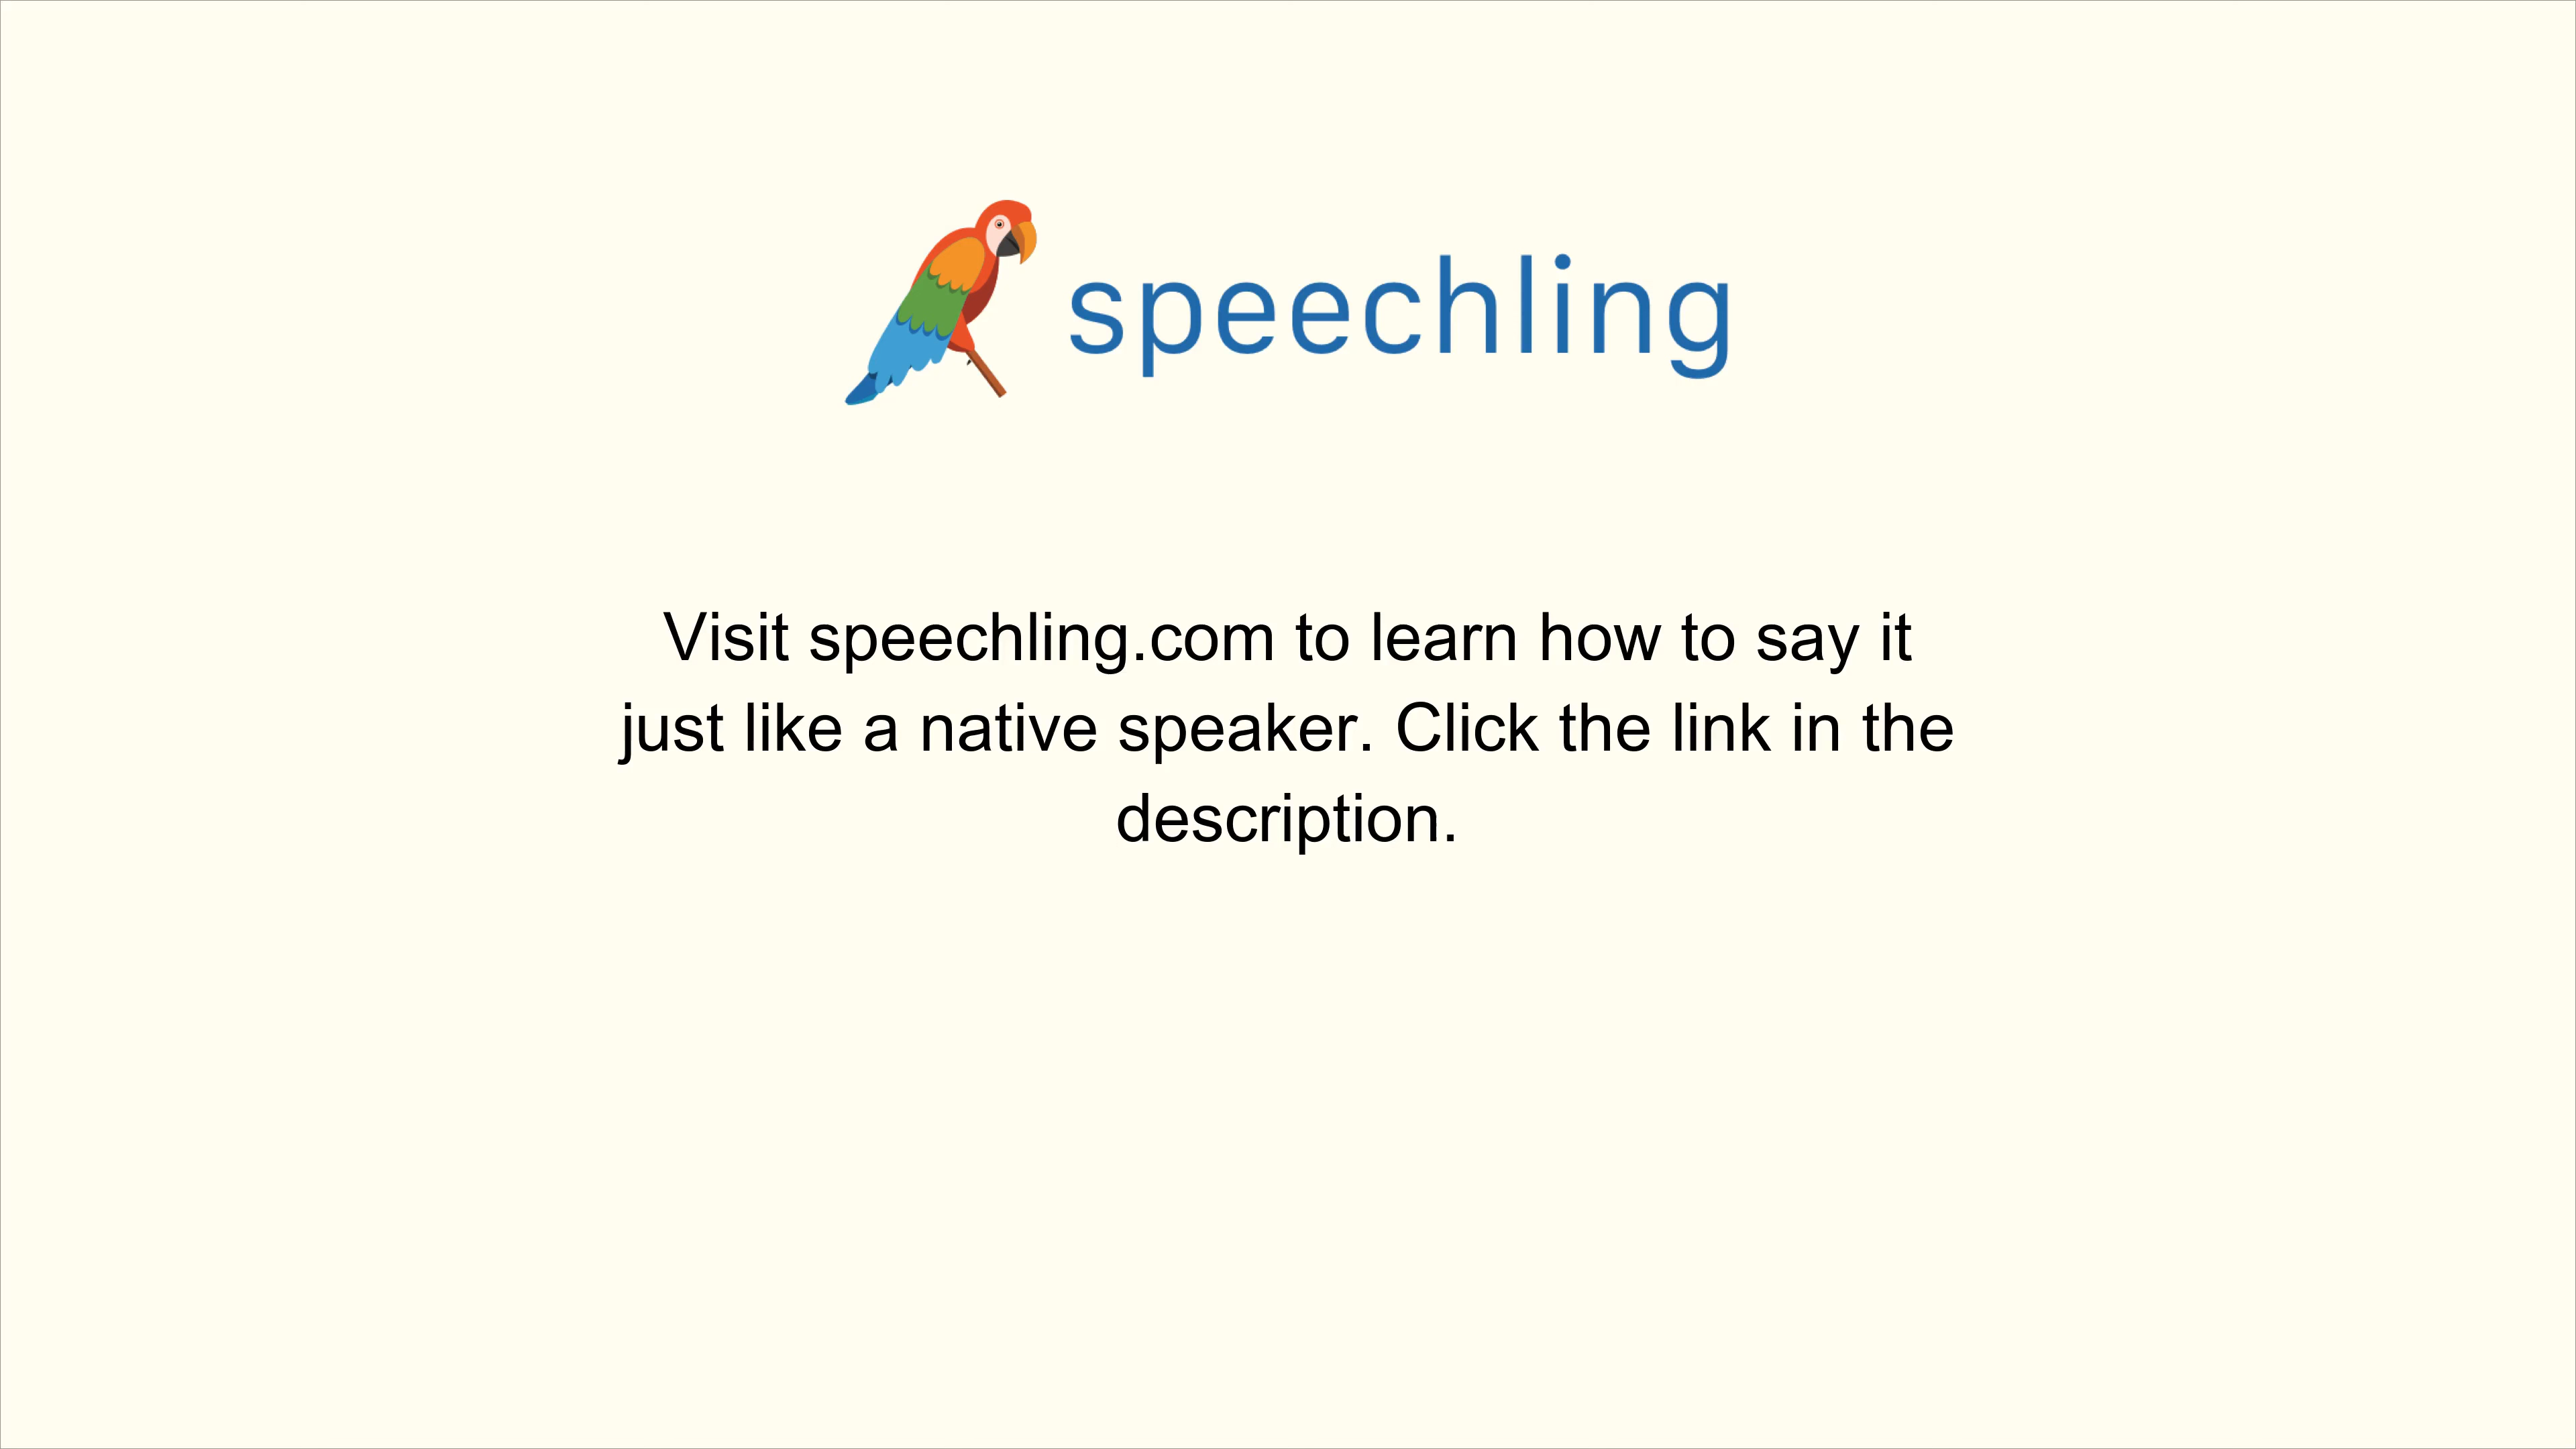 speechling
Visit speechling.com to learn how to say it
just like a native speaker. Click the link in the
description.